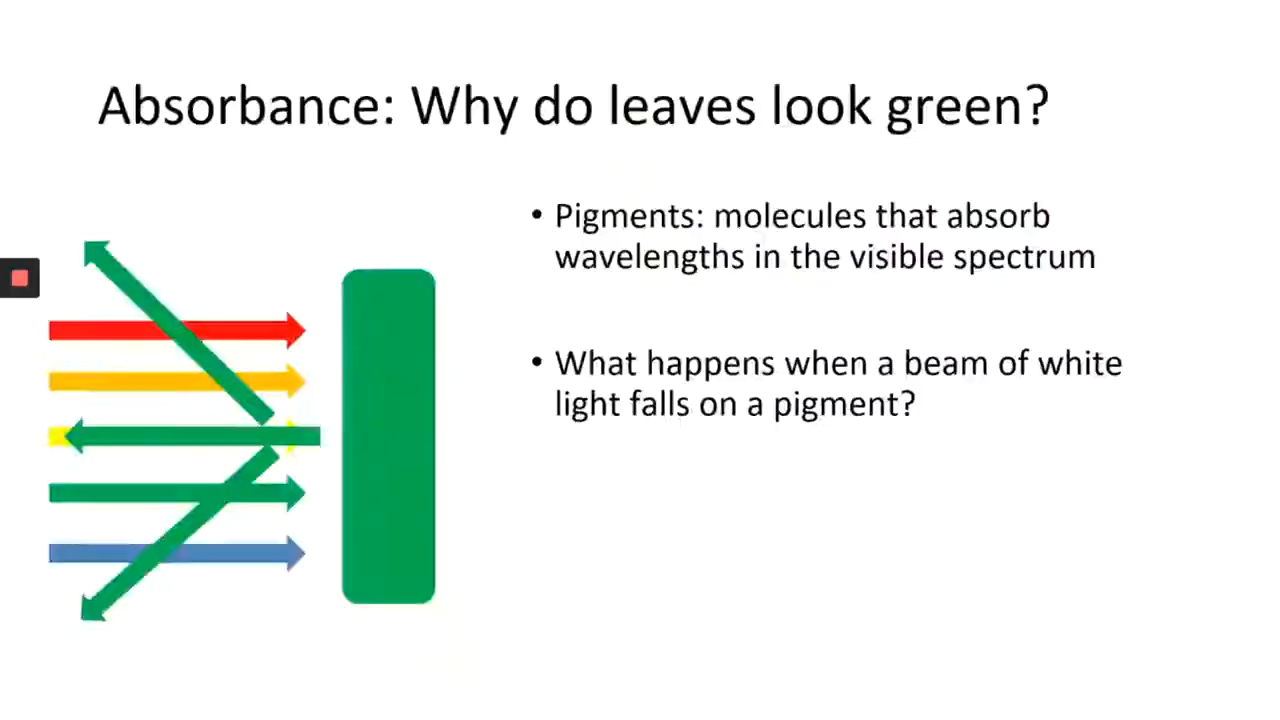 Absorbance: Why do leaves look green?
• Pigments: molecules that absorb
wavelengths in the visible spectrum
• What happens when a beam of white
light falls on a pigment?